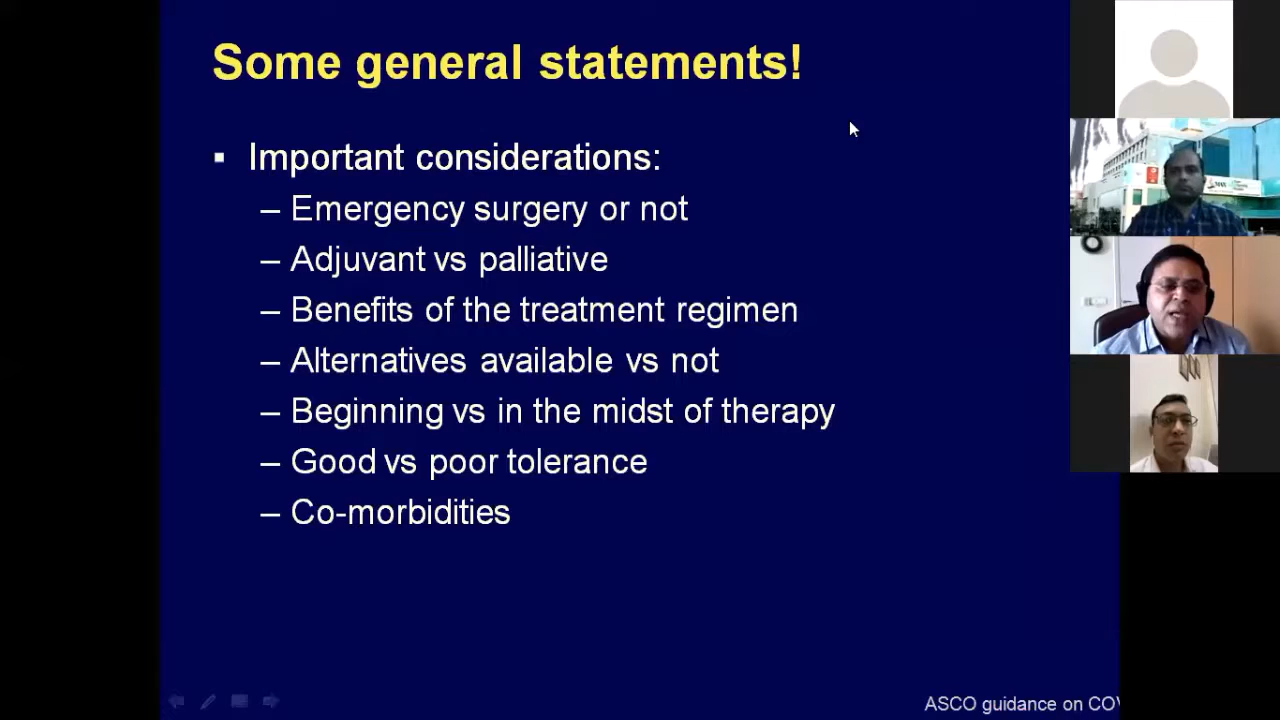 Some general statements!
▪ Important considerations:
– Emergency surgery or not
– Adjuvant vs palliative
– Benefits of the treatment regimen
– Alternatives available vs not
– Beginning vs in the midst of therapy
– Good vs poor tolerance
– Co-morbidities
ASCO guidance on COV